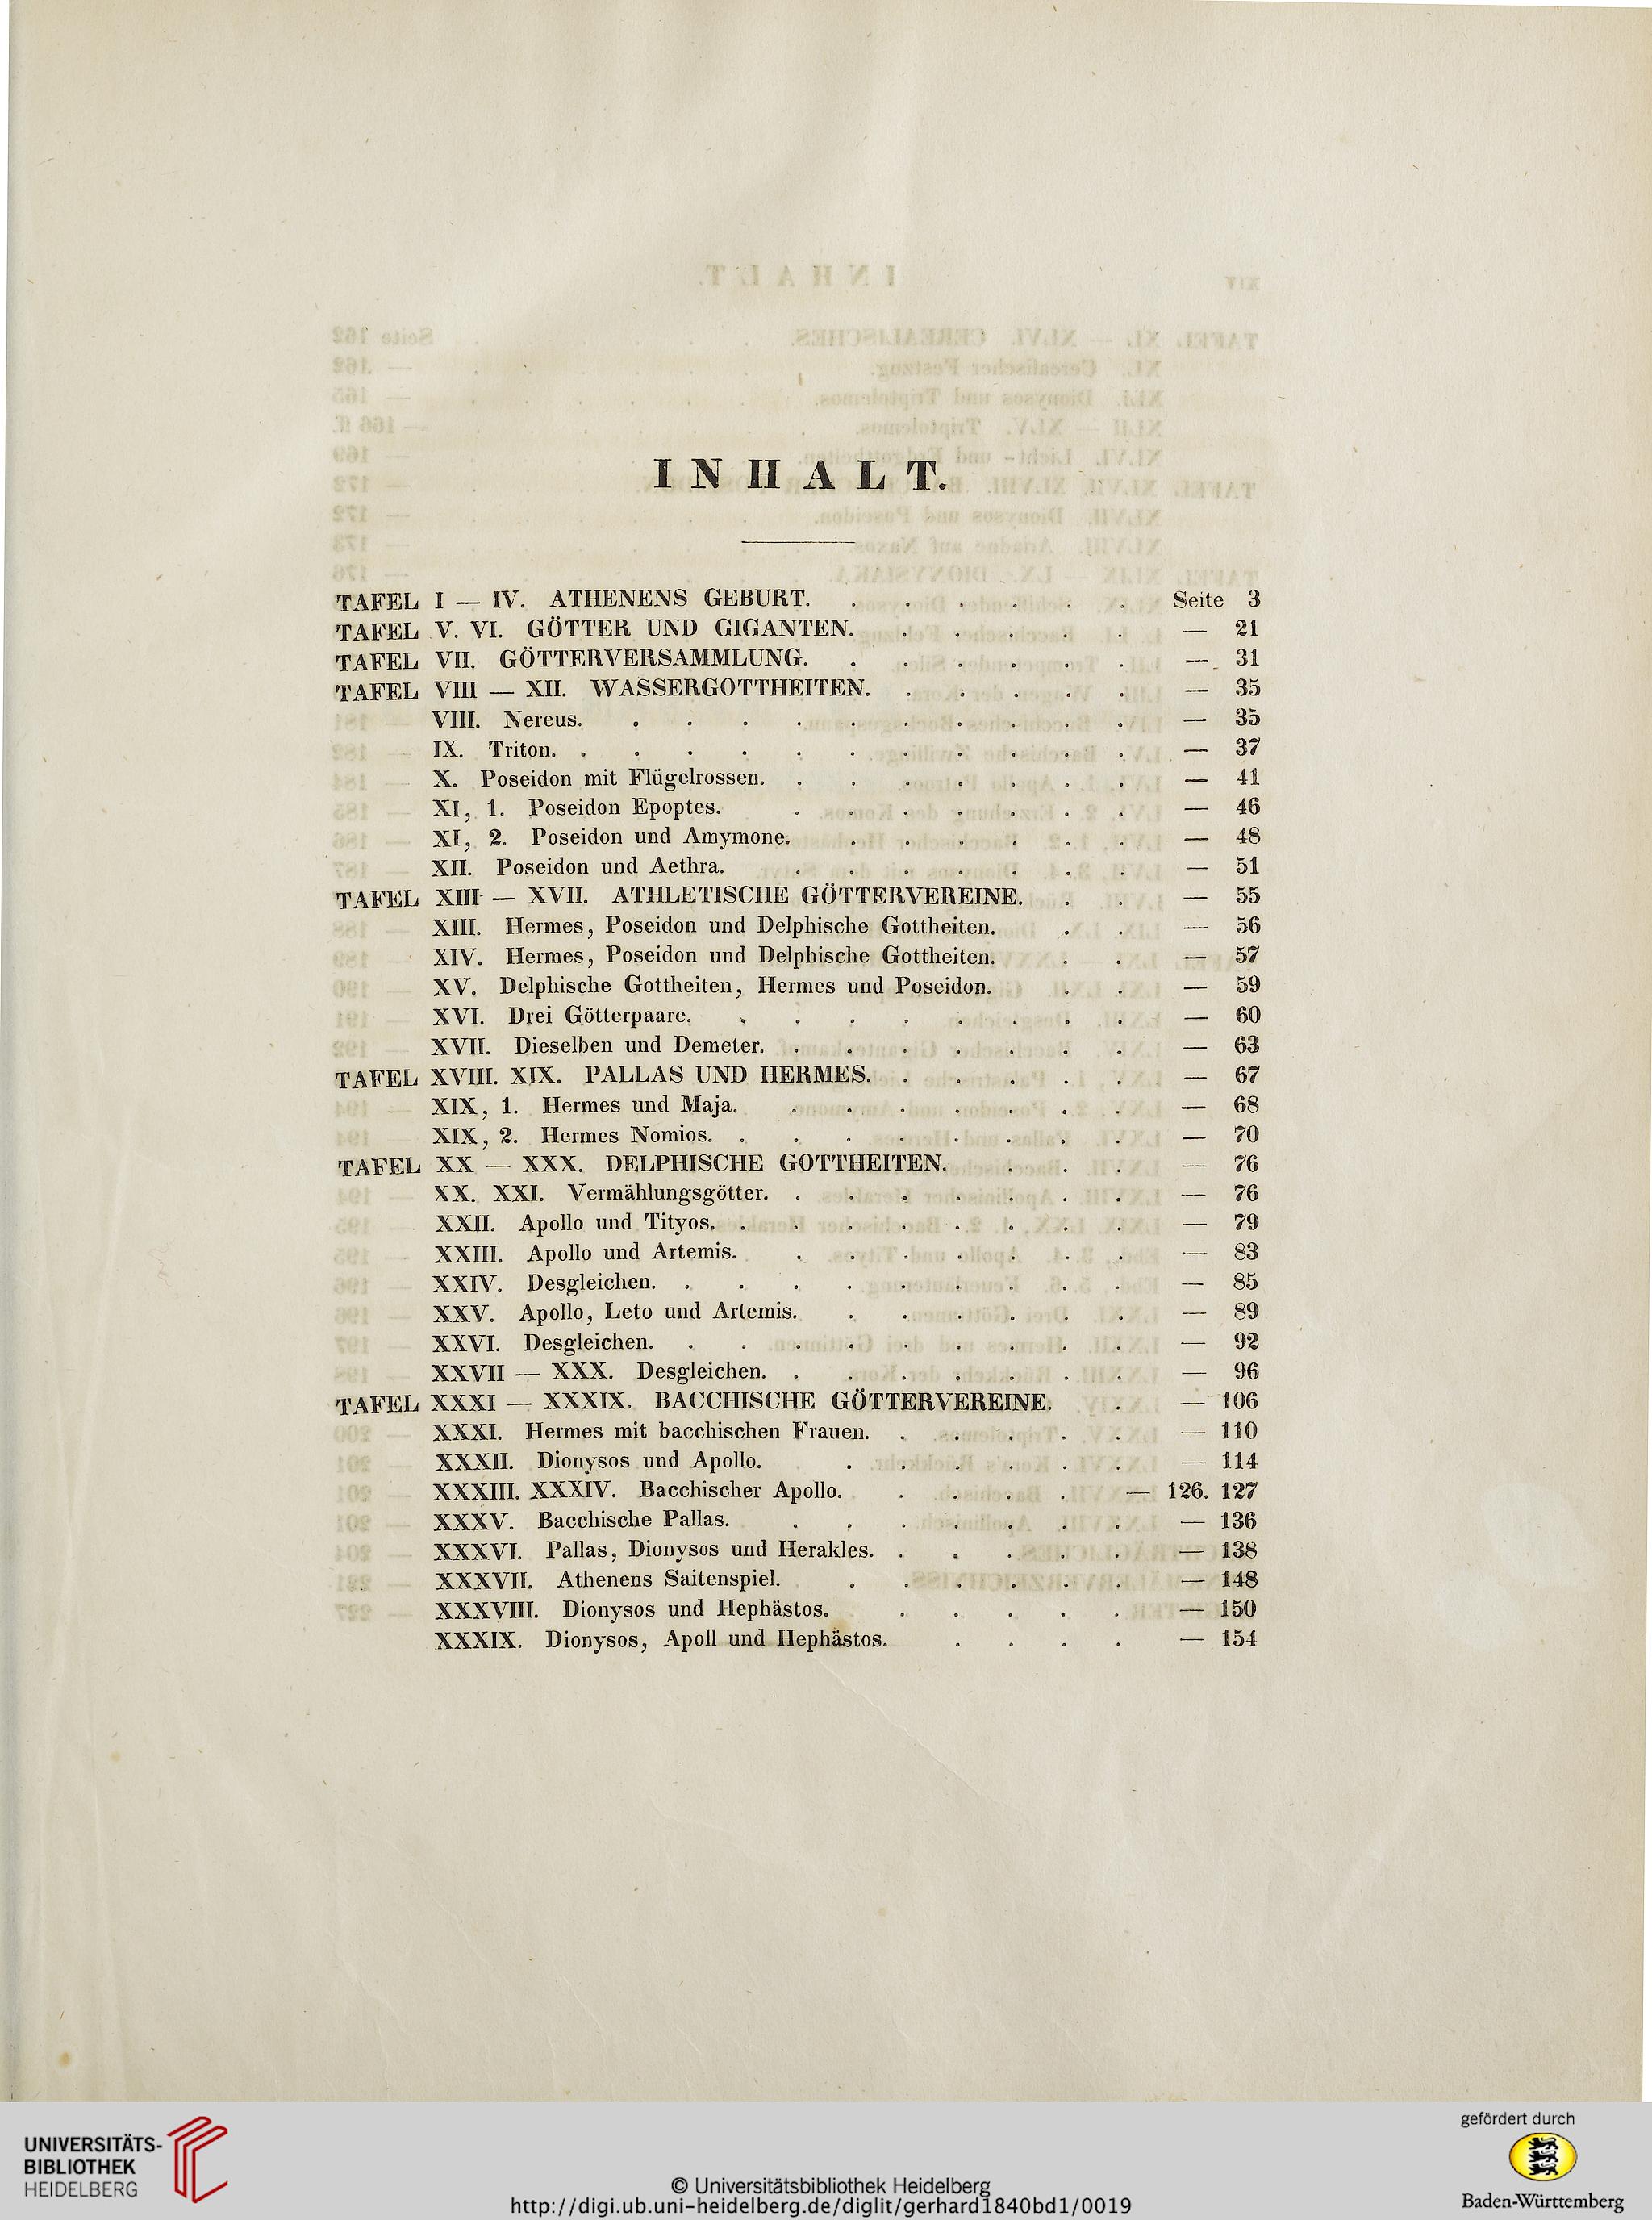 INHALT.
TAFEL I — IV. ATHENENS GEBURT. . . . . . . Seite 3
TAFEL V. VI. GÖTTER UND GIGANTEN. . . . . . — 21
TAFEL VII. GÖTTERVERSAMMLUNG. . . . . . . — 31
TAFEL VIII — XII. WASSERGOTTHEITEN. . . . . . — 35
VIII. Nereus. . . . . . . . . . . — 35
IX. Triton. . . . . . . . . . . . — 37
X. Poseidon mit Flügelrossen. . . . . . . . — 41
XI, 1. Poseidon Epoptes. . . . . . . . — 46
XI, 2. Poseidon und Amymone. . . . . . . — 48
XII. Poseidon und Aethra. . . . . . . . — 51
TAFEL XIII — XVII. ATHLETISCHE GÖTTERVEREINE. . . — 55
XIII. Hermes, Poseidon und Delphische Gottheiten. . . — 56
XIV. Hermes, Poseidon und Delphische Gottheiten. . . — 57
XV. Delphische Gottheiten, Hermes und Poseidon. . . — 59
XVI. Drei Götterpaare. . . . . . . . . — 60
XVII. Dieselben und Demeter. . . . . . . . — 63
TAFEL XVIII. XIX. PALLAS UND HERMES. . . . . . — 67
XIX, 1. Hermes und Maja. . . . . . . . — 68
XIX, 2. Hermes Nomios. . . . . . . . . — 70
TAFEL XX — XXX. DELPHISCHE GOTTHEITEN. . . . — 76
XX. XXI. Vermählungsgötter. . . . . . . . — 76
XXII. Apollo und Tityos. . . . . . . . . — 79
XXIII. Apollo und Artemis. . . . . . . . — 83
XXIV. Desgleichen. . . . . . . . . . — 85
XXV. Apollo, Leto und Artemis. . . . . . . — 89
XXVI. Desgleichen. . . . . . . . . . — 92
XXVII — XXX. Desgleichen. . . . . . . . — 96
TAFEL XXXI — XXXIX. BACCHISCHE GÖTTERVEREINE. . — 106
XXXI. Hermes mit bacchischen Frauen. . . . . . — 110
XXXII. Dionysos und Apollo. . . . . . . — 114
XXXIII. XXXIV. Bacchischer Apollo. . . . . — 126. 127
XXXV. Bacchische Pallas. . . . . . . . — 136
XXXVI. Pallas, Dionysos und Herakles. . . . . . — 138
XXXVII. Athenens Saitenspiel. . . . . . . — 148
XXXVIII. Dionysos und Hephästos. . . . . . — 150
XXXIX. Dionysos, Apoll und Hephästos. . . . . — 154
UNIVERSITÄTS-
BIBLIOTHEK
HEIDELBERG
© Universitätsbibliothek Heidelberg
http://digi.ub.uni-heidelberg.de/diglit/gerhard1840bd1/0019
gefördert durch
Baden-Württemberg